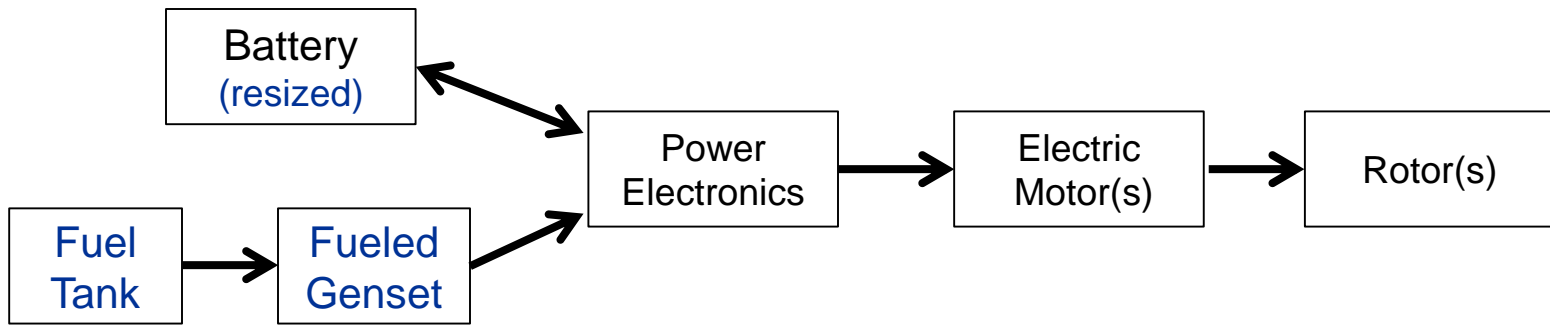 Battery
(resized)
Power
Electronics
Electric
Motor(s)
Rotor(s)
Fuel
Tank
Fueled
Genset